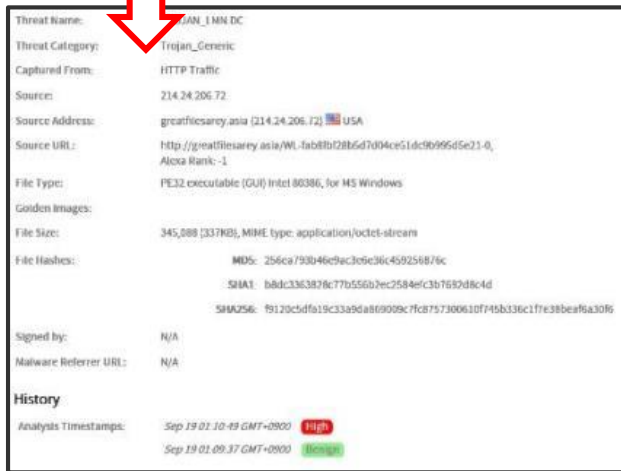 Threat Name: JAN_LMN.DC
Threat Category: Trojan_Generic
Captured From: HTTP Traffic
Source: 214.24.206.72
Source Address: greatfilesarey.asia (214.24.206.72) USA
Source URL:
Alexa Rank: -1
File Type: PE32 executable (GUI) Intel 80386, for MS Windows
Golden Images:
File Size: 345,088 (337KB), MIME type: application/octet-stream
File Hashes: MD5:
SHA1:
SHA256:
Signed by: N/A
Malware Referrer URL: N/A
History
Analysis Timestamps: Sep 19 01:10:49 GMT+0900 High
Sep 19 01:09:37 GMT+0900 Benign